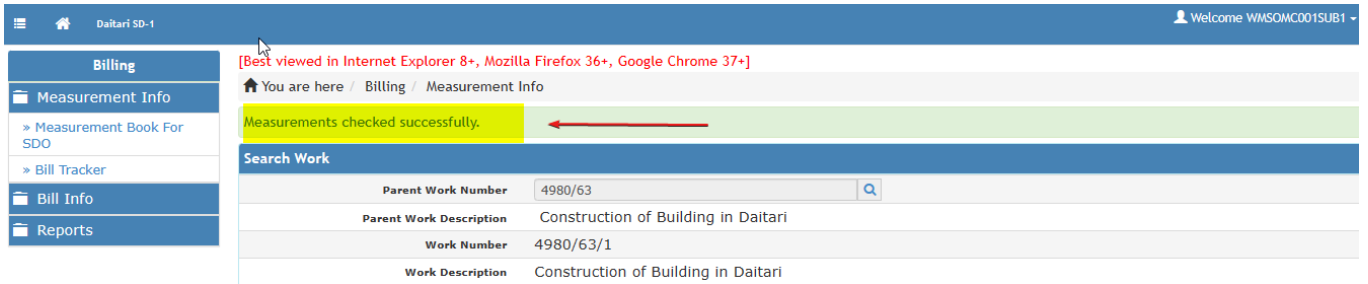 Daitari SD-1
Welcome WMSOMC001SUB1
Billing
Measurement Info
» Measurement Book For
SDO
» Bill Tracker
Bill Info
Reports
[Best viewed in Internet Explorer 8+, Mozilla Firefox 36+, Google Chrome 37+]
You are here / Billing / Measurement Info
Measurements checked successfully.
Search Work
Parent Work Number 4980/63
Parent Work Description Construction of Building in Daitari
Work Number 4980/63/1
Work Description Construction of Building in Daitari